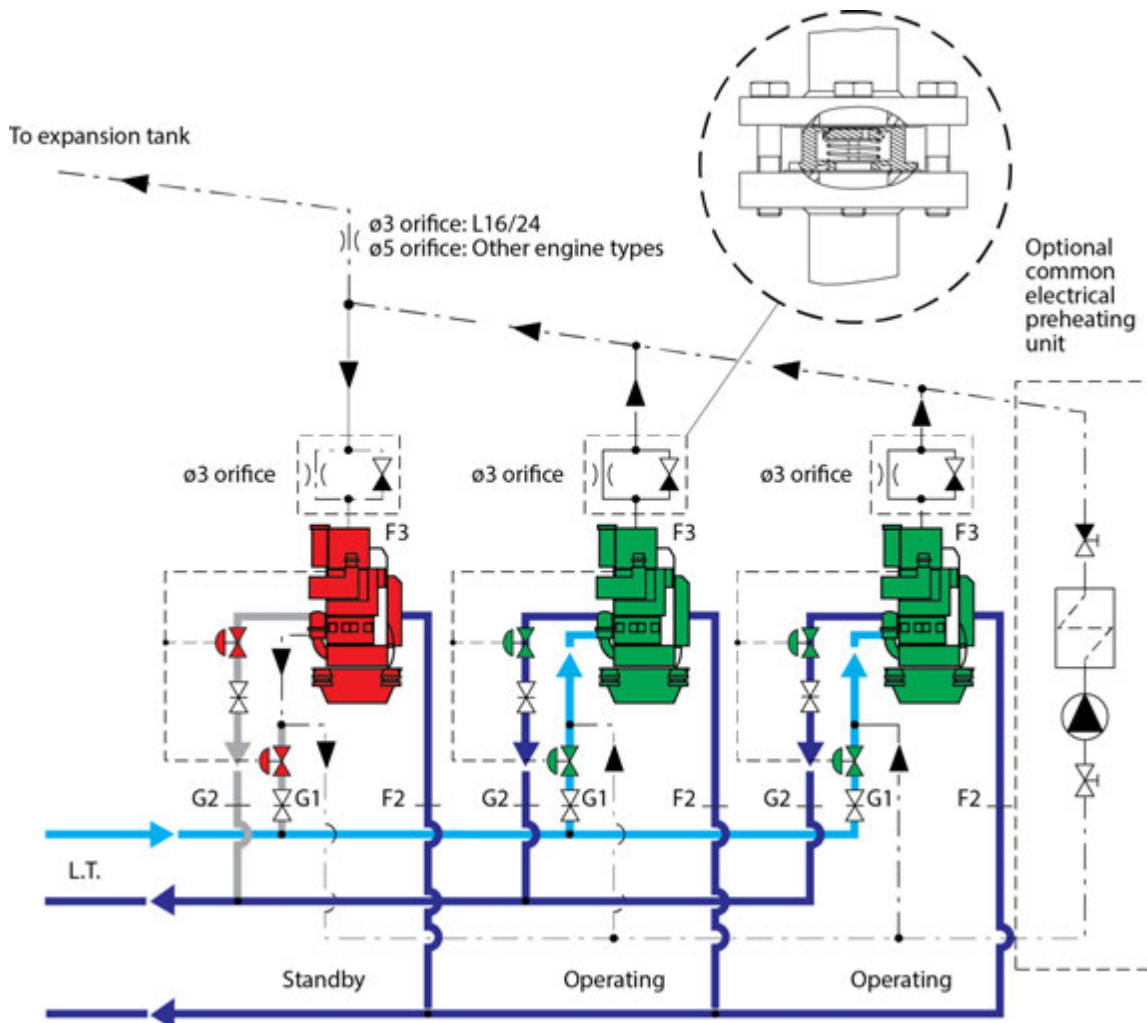 To expansion tank
ø3 orifice: L16/24
ø5 orifice: Other engine types
Optional
common
electrical
preheating
unit
ø3 orifice
ø3 orifice
ø3 orifice
F3
F3
F3
G2
G1
F2
G2
G1
F2
G2
G1
F2
L.T.
Standby
Operating
Operating